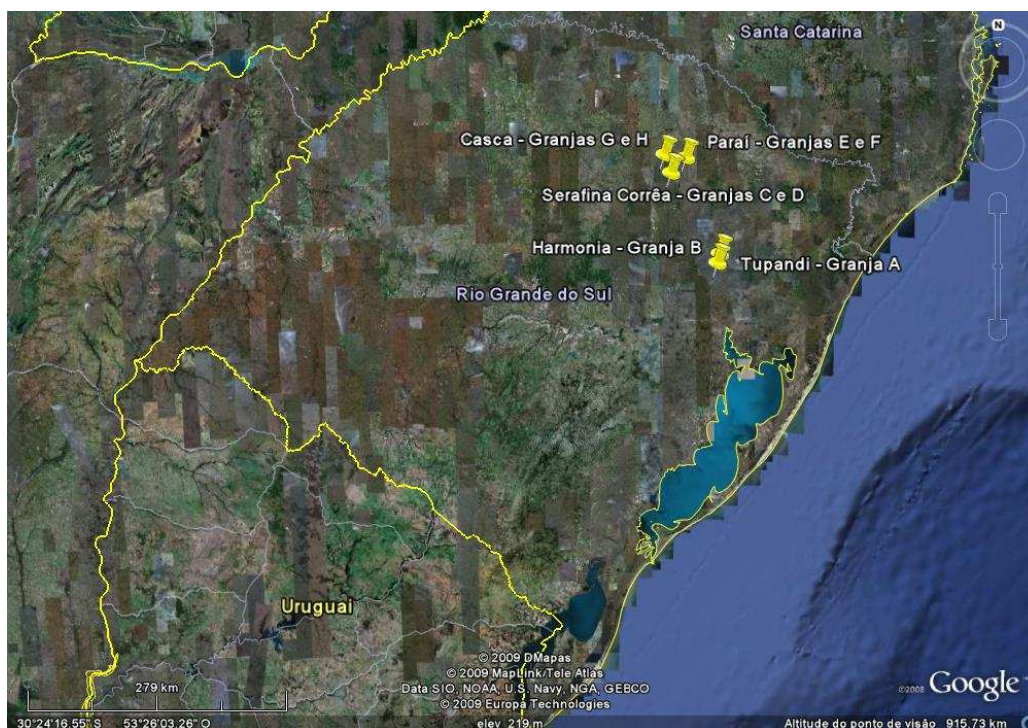 N
Santa Catarina
Casca - Granjas G e H
Paraí - Granjas E e F
Serafina Corrêa - Granjas C e D
Harmonia - Granja B
Tupandi - Granja A
Rio Grande do Sul
Uruguai
© 2009 DMapas
© 2009 MapLink/Tele Atlas
Data SIO, NOAA, U.S. Navy, NGA, GEBCO
© 2009 Europa Technologies
279 km
©2008 Google
30°24'16.55" S 53°26'03.26" O elev 219 m Altitude do ponto de visão 915.73 km